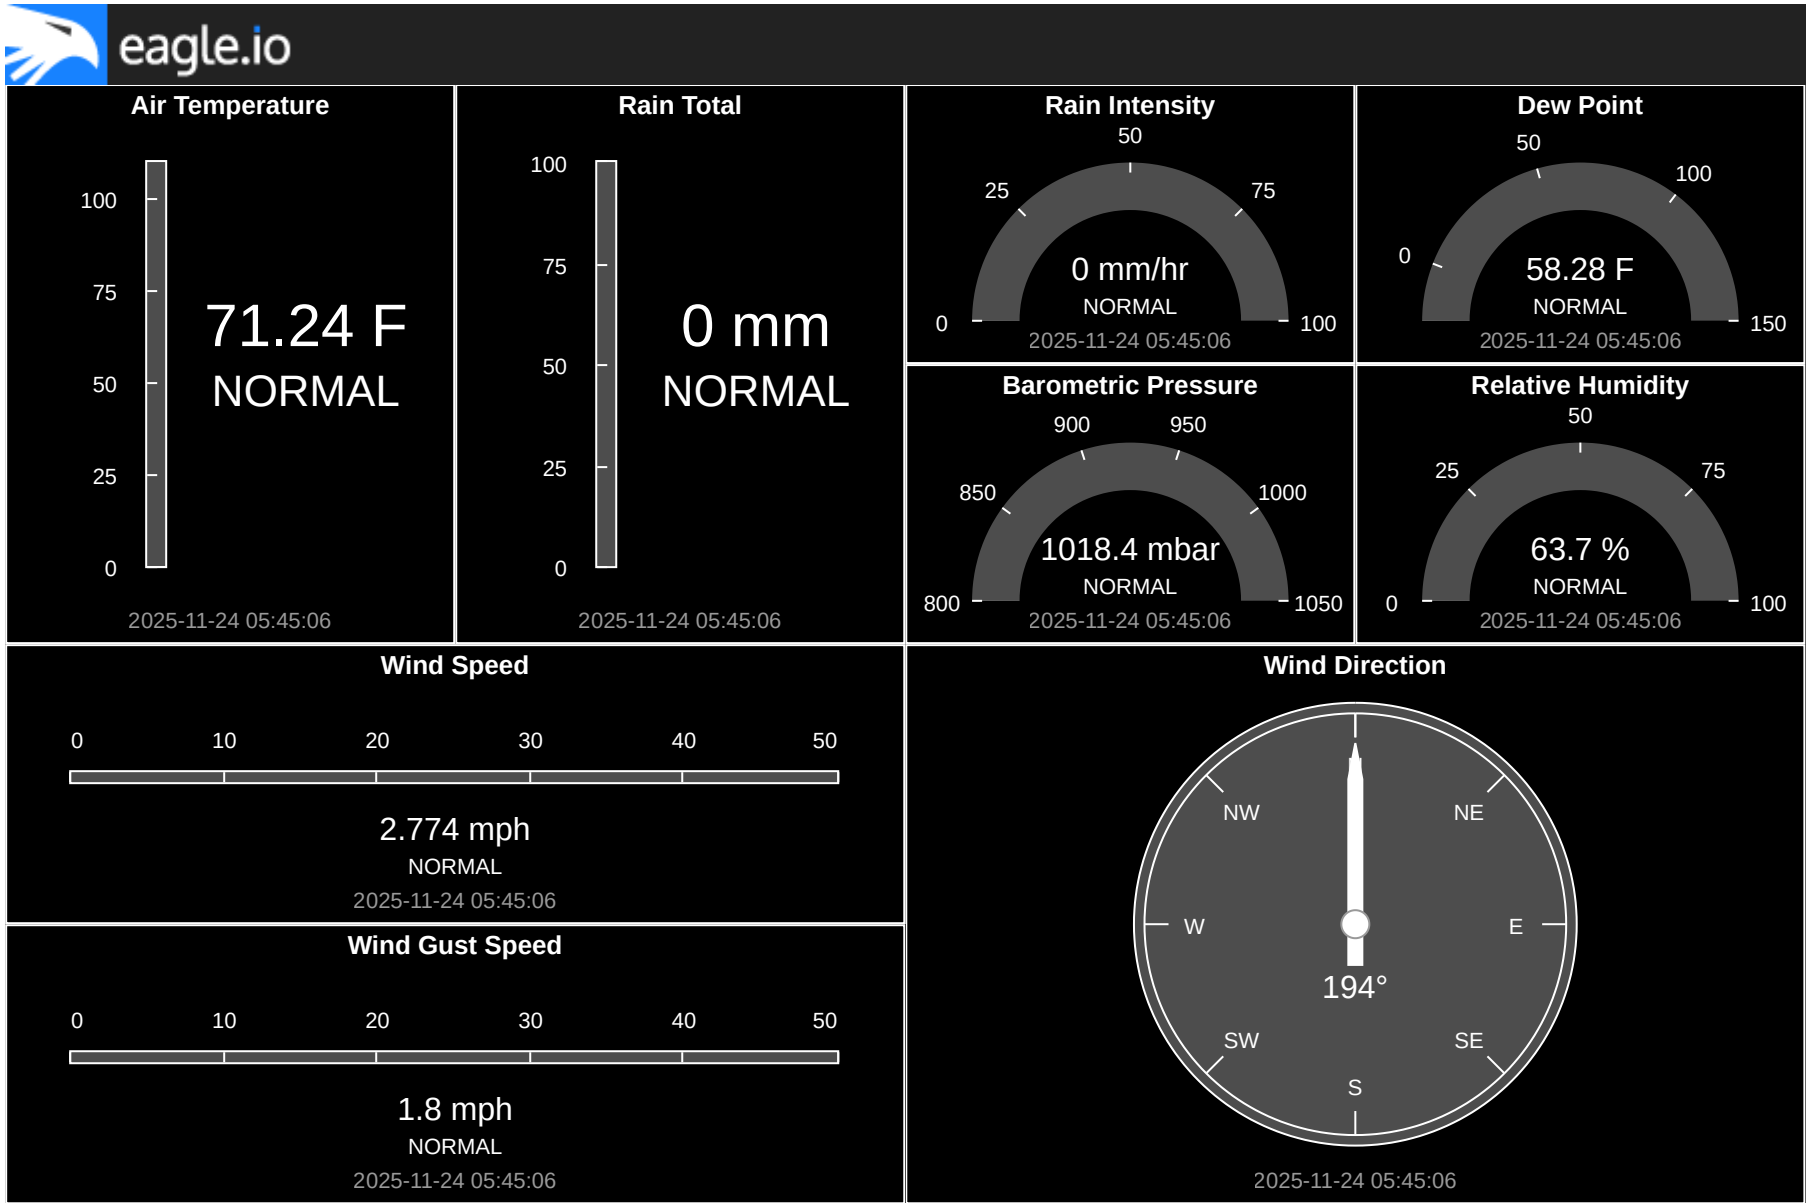 eagle.io
Air Temperature
100
75
50
25
0
71.24 F
NORMAL
2025-11-24 05:45:06
Rain Total
100
75
50
25
0
0 mm
NORMAL
2025-11-24 05:45:06
Rain Intensity
50
25
75
0
100
0 mm/hr
NORMAL
2025-11-24 05:45:06
Dew Point
50
100
0
150
58.28 F
NORMAL
2025-11-24 05:45:06
Barometric Pressure
900
950
850
1000
800
1050
1018.4 mbar
NORMAL
2025-11-24 05:45:06
Relative Humidity
50
25
75
0
100
63.7 %
NORMAL
2025-11-24 05:45:06
Wind Speed
0 10 20 30 40 50
2.774 mph
NORMAL
2025-11-24 05:45:06
Wind Gust Speed
0 10 20 30 40 50
1.8 mph
NORMAL
2025-11-24 05:45:06
Wind Direction
NW NE
W E
194°
SW SE
S
2025-11-24 05:45:06